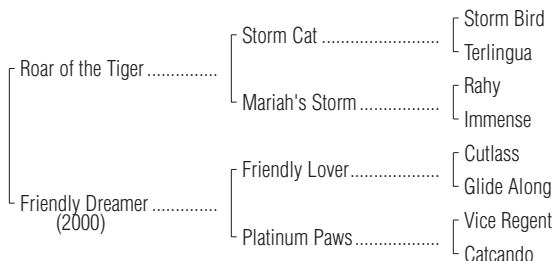 Storm Bird
Storm Cat ..........................
Terlingua
Roar of the Tiger ...............
Rahy
Mariah's Storm ..................
Immense
Cutlass
Friendly Lover....................
Glide Along
Friendly Dreamer ..............
(2000)
Vice Regent
Platinum Paws...................
Catcando